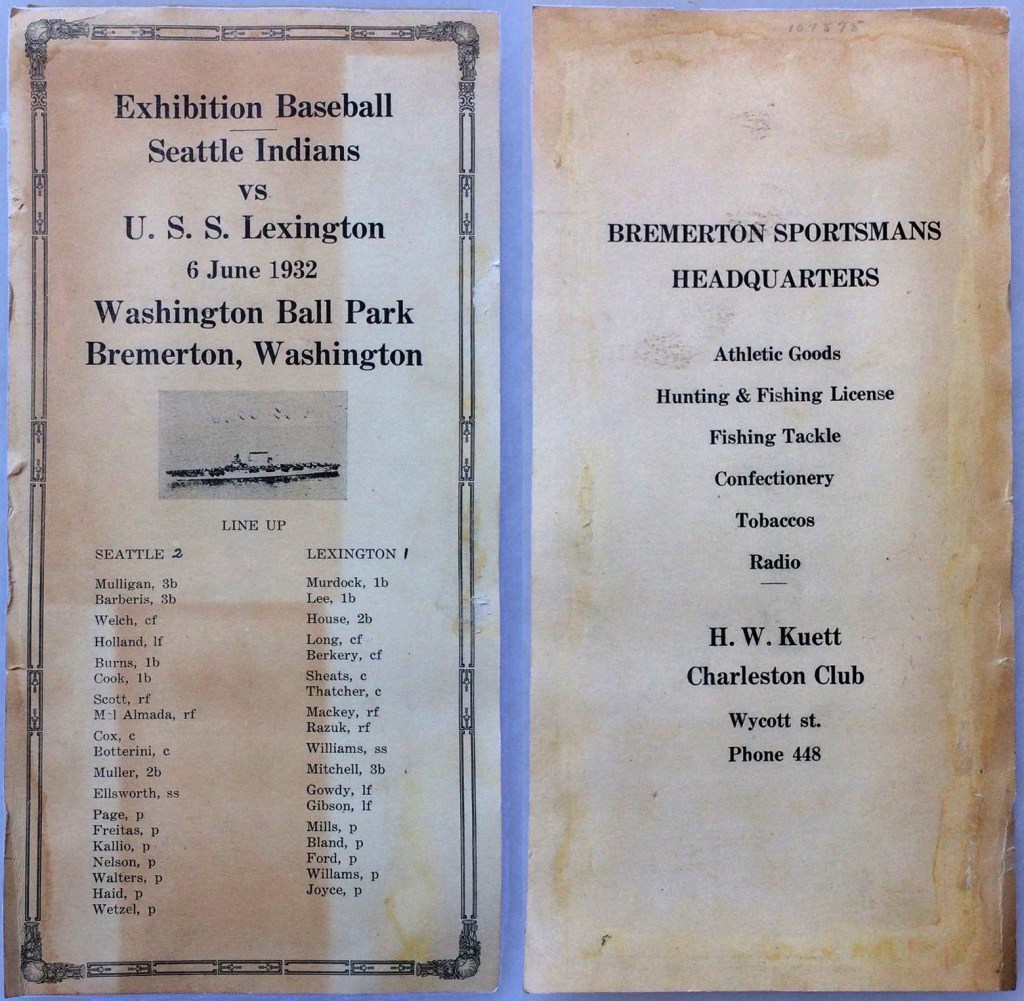 Exhibition Baseball
Seattle Indians
vs
U. S. S. Lexington
6 June 1932
Washington Ball Park
Bremerton, Washington
LINE UP
SEATTLE 2
Mulligan, 3b
Barberis, 3b
Welch, cf
Holland, lf
Burns, 1b
Cook, 1b
Scott, rf
Mel Almada, rf
Cox, c
Botterini, c
Muller, 2b
Ellsworth, ss
Page, p
Freitas, p
Kallio, p
Nelson, p
Walters, p
Haid, p
Wetzel, p
LEXINGTON 1
Murdock, 1b
Lee, 1b
House, 2b
Long, cf
Berkery, cf
Sheats, c
Thatcher, c
Mackey, rf
Razuk, rf
Williams, ss
Mitchell, 3b
Gowdy, lf
Gibson, lf
Mills, p
Bland, p
Ford, p
Willams, p
Joyce, p
BREMERTON SPORTSMANS
HEADQUARTERS
Athletic Goods
Hunting & Fishing License
Fishing Tackle
Confectionery
Tobaccos
Radio
H. W. Kuett
Charleston Club
Wycott st.
Phone 448